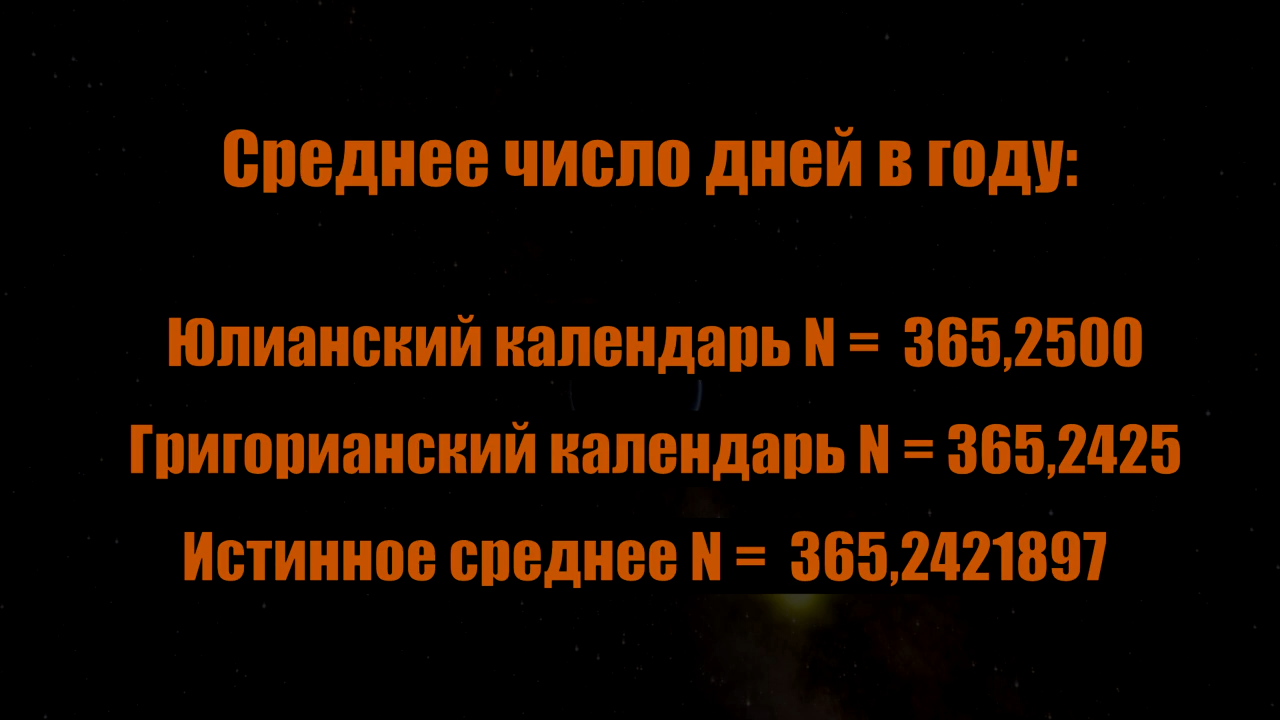 Среднее число дней в году:
Юлианский календарь N = 365,2500
Григорианский календарь N = 365,2425
Истинное среднее N = 365,2421897